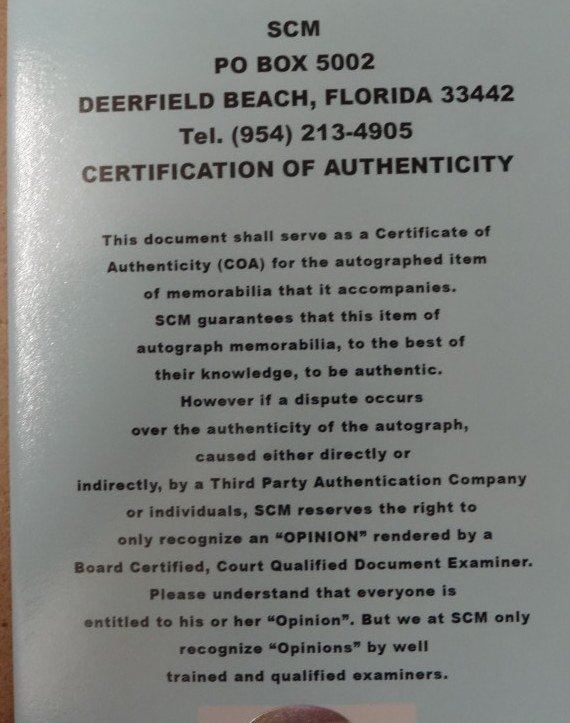 SCM
PO BOX 5002
DEERFIELD BEACH, FLORIDA 33442
Tel. (954) 213-4905
CERTIFICATION OF AUTHENTICITY
This document shall serve as a Certificate of
Authenticity (COA) for the autographed item
of memorabilia that it accompanies.
SCM guarantees that this item of
autograph memorabilia, to the best of
their knowledge, to be authentic.
However if a dispute occurs
over the authenticity of the autograph,
caused either directly or
indirectly, by a Third Party Authentication Company
or individuals, SCM reserves the right to
only recognize an “OPINION” rendered by a
Board Certified, Court Qualified Document Examiner.
Please understand that everyone is
entitled to his or her “Opinion”. But we at SCM only
recognize “Opinions” by well
trained and qualified examiners.